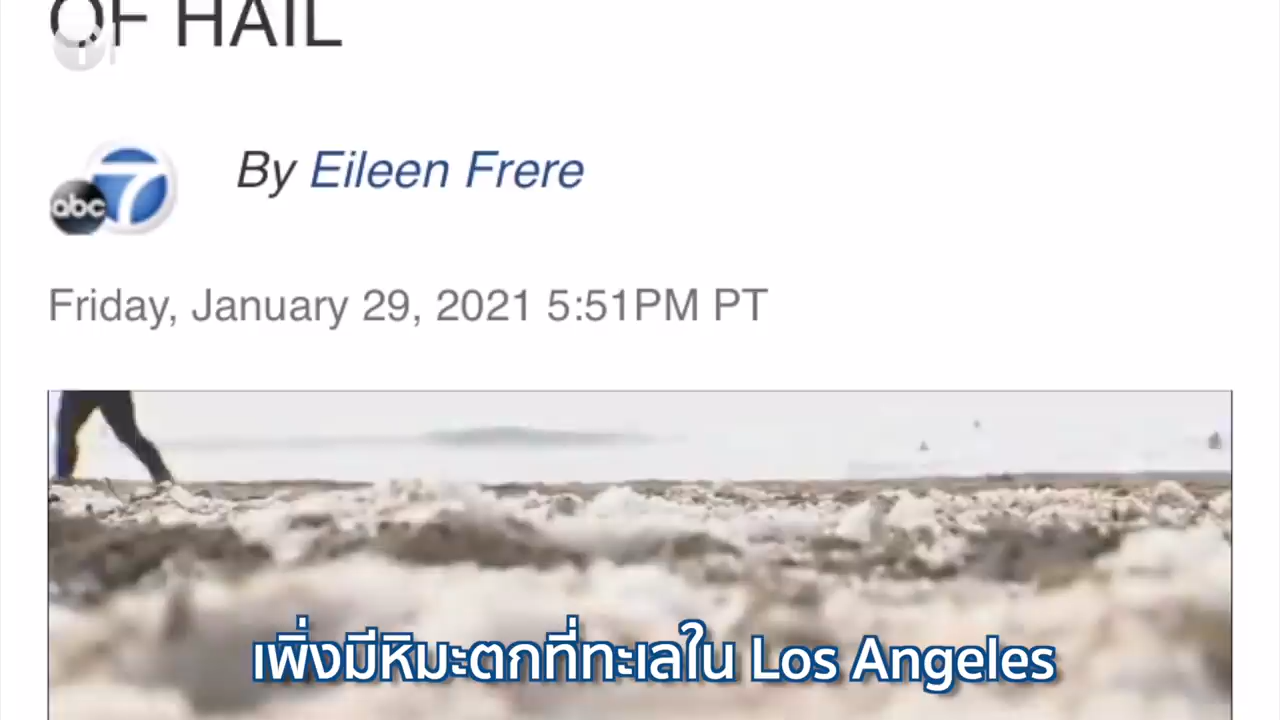 OF HAIL
abc 7
By Eileen Frere
Friday, January 29, 2021 5:51PM PT
เพิ่งมีหิมะตกที่ทะเลใน Los Angeles